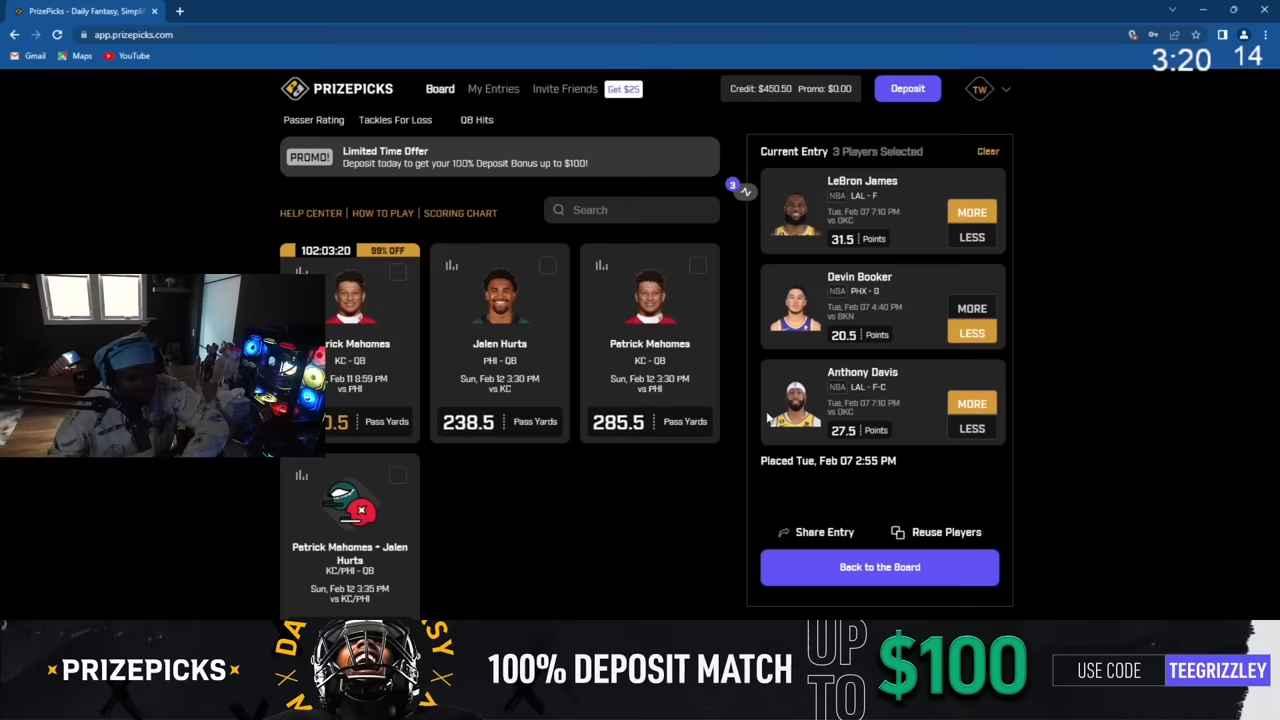 PrizePicks - Daily Fantasy, Simpli
app.prizepicks.com
Gmail
Maps
YouTube
3:20 14
PRIZEPICKS
Board
My Entries
Invite Friends
Get $25
Credit: $450.50 Promo: $0.00
Deposit
TW
Passer Rating
Tackles For Loss
QB Hits
PROMO!
Limited Time Offer
Deposit today to get your 100% Deposit Bonus up to $100!
HELP CENTER | HOW TO PLAY | SCORING CHART
Search
102:03:20
99% OFF
rick Mahomes
KC - QB
Feb 11 8:59 PM
vs PHI
0.5
Pass Yards
Jalen Hurts
PHI - QB
Sun, Feb 12 3:30 PM
vs KC
238.5
Pass Yards
Patrick Mahomes
KC - QB
Sun, Feb 12 3:30 PM
vs PHI
285.5
Pass Yards
Patrick Mahomes + Jalen
Hurts
KC/PHI - QB
Sun, Feb 12 3:35 PM
vs KC/PHI
Current Entry 3 Players Selected
Clear
3
LeBron James
NBA LAL - F
Tue, Feb 07 7:10 PM
vs OKC
31.5 Points
MORE
LESS
Devin Booker
NBA PHX - G
Tue, Feb 07 4:40 PM
vs BKN
20.5 Points
MORE
LESS
Anthony Davis
NBA LAL - F-C
Tue, Feb 07 7:10 PM
vs OKC
27.5 Points
MORE
LESS
Placed Tue, Feb 07 2:55 PM
Share Entry
Reuse Players
Back to the Board
PRIZEPICKS
100% DEPOSIT MATCH
UP
TO
$100
USE CODE
TEEGRIZZLEY